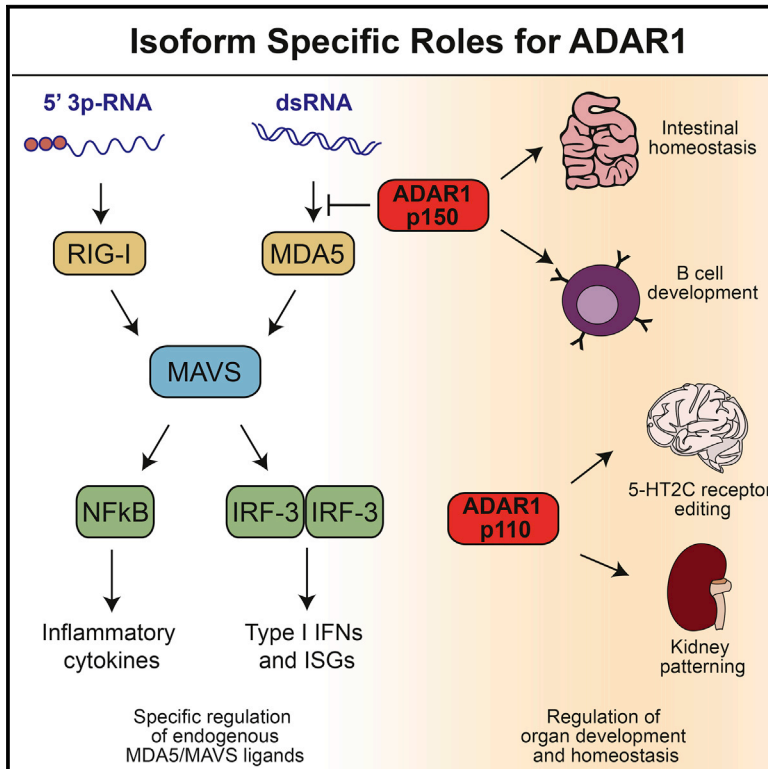 Isoform Specific Roles for ADAR1
5' 3p-RNA
dsRNA
ADAR1
p150
RIG-I
MDA5
MAVS
NFkB
IRF-3
IRF-3
Inflammatory
cytokines
Type I IFNs
and ISGs
Specific regulation
of endogenous
MDA5/MAVS ligands
Intestinal
homeostasis
B cell
development
ADAR1
p110
5-HT2C receptor
editing
Kidney
patterning
Regulation of
organ development
and homeostasis